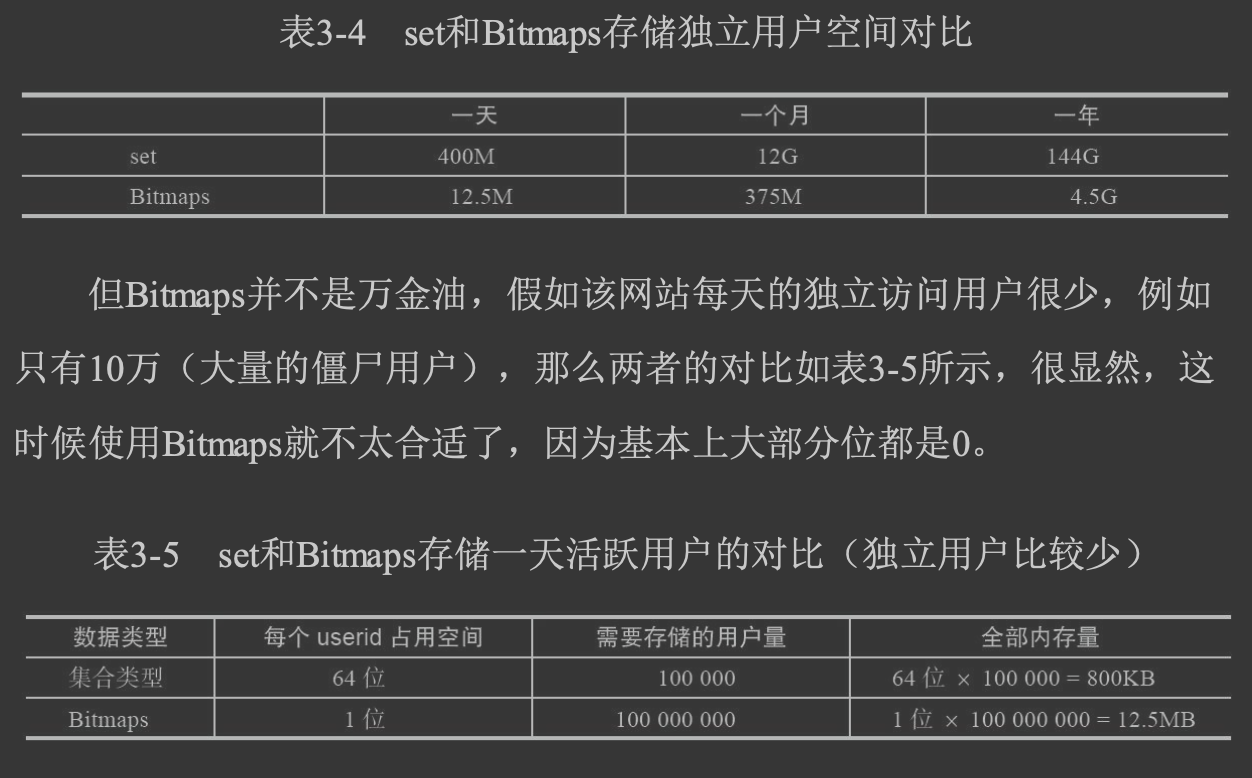 表3-4 set和Bitmaps存储独立用户空间对比
一天 一个月 一年
set 400M 12G 144G
Bitmaps 12.5M 375M 4.5G
但Bitmaps并不是万金油，假如该网站每天的独立访问用户很少，例如
只有10万（大量的僵尸用户），那么两者的对比如表3-5所示，很显然，这
时候使用Bitmaps就不太合适了，因为基本上大部分位都是0。
表3-5 set和Bitmaps存储一天活跃用户的对比（独立用户比较少）
数据类型 每个 userid 占用空间 需要存储的用户量 全部内存量
集合类型 64 位 100 000 64 位 × 100 000 = 800KB
Bitmaps 1 位 100 000 000 1 位 × 100 000 000 = 12.5MB